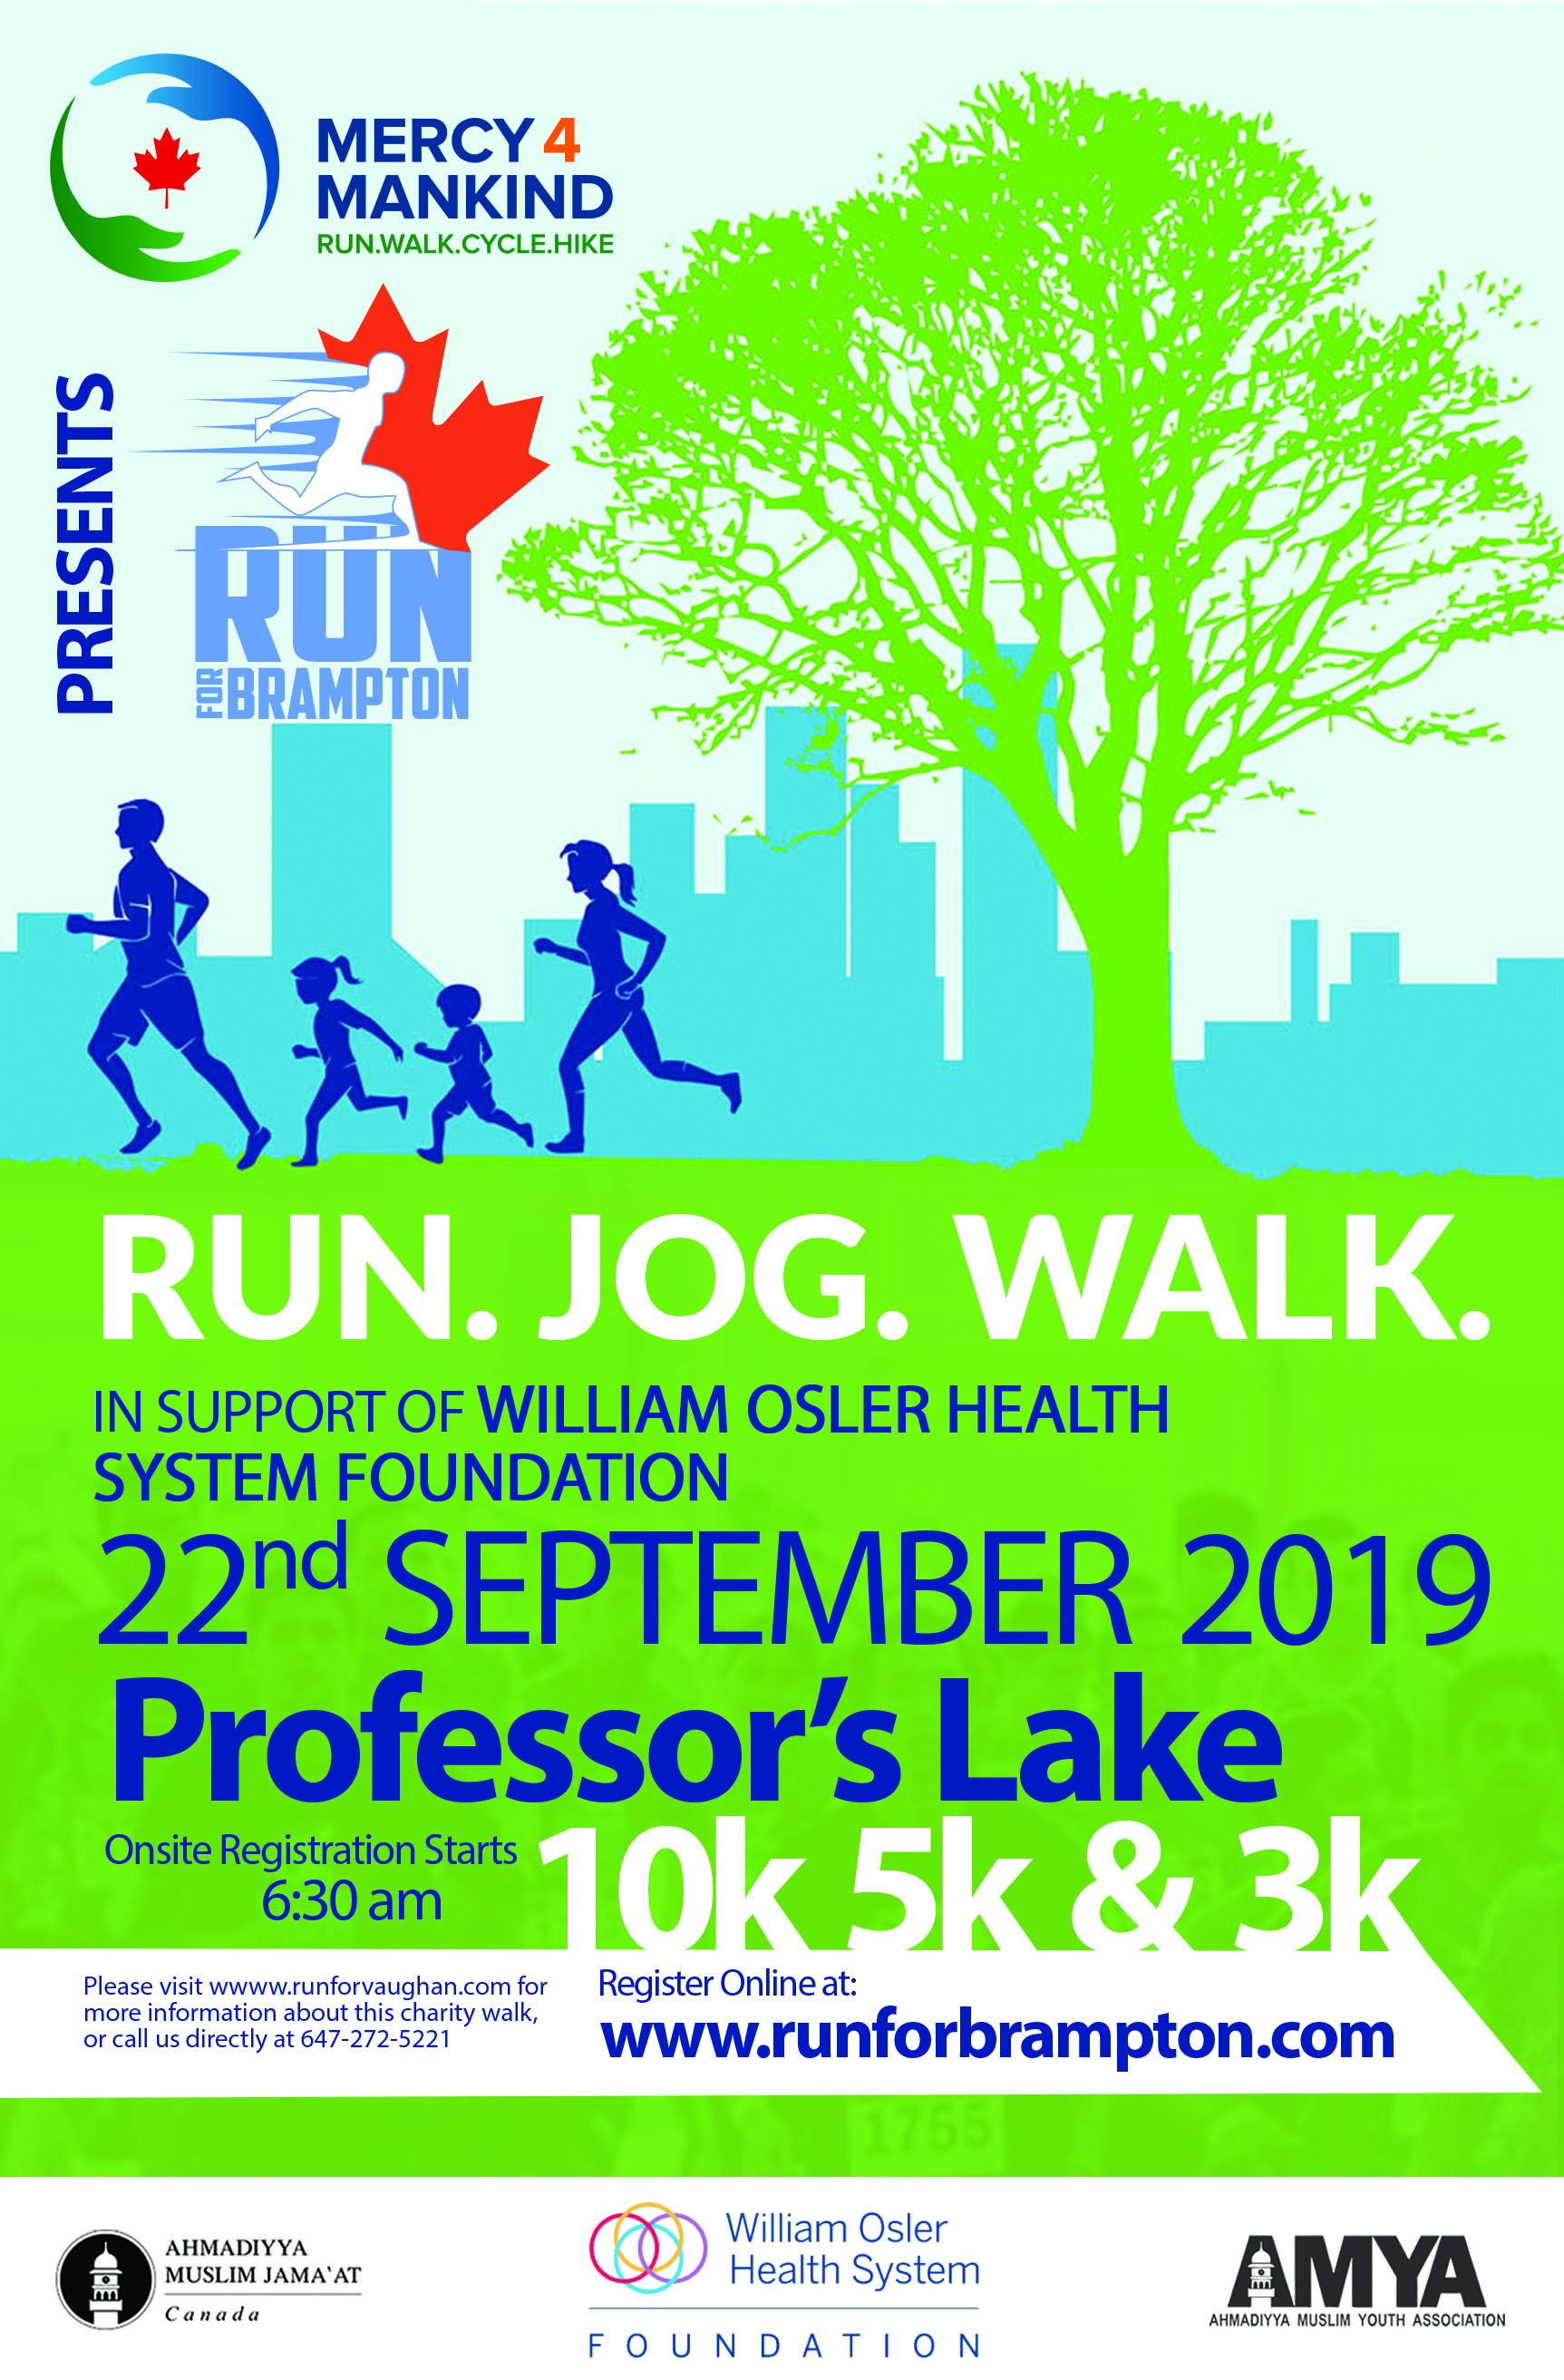 MERCY 4
MANKIND
RUN.WALK.CYCLE.HIKE
PRESENTS
RUN
FOR BRAMPTON
RUN. JOG. WALK.
IN SUPPORT OF WILLIAM OSLER HEALTH
SYSTEM FOUNDATION
22nd SEPTEMBER 2019
Professor's Lake
Onsite Registration Starts
6:30 am
10k 5k & 3k
Please visit wwww.runforvaughan.com for
more information about this charity walk,
or call us directly at 647-272-5221
Register Online at:
www.runforbrampton.com
1755
AHMADIYYA
MUSLIM JAMA'AT
Canada
William Osler
Health System
FOUNDATION
AMYA
AHMADIYYA MUSLIM YOUTH ASSOCIATION